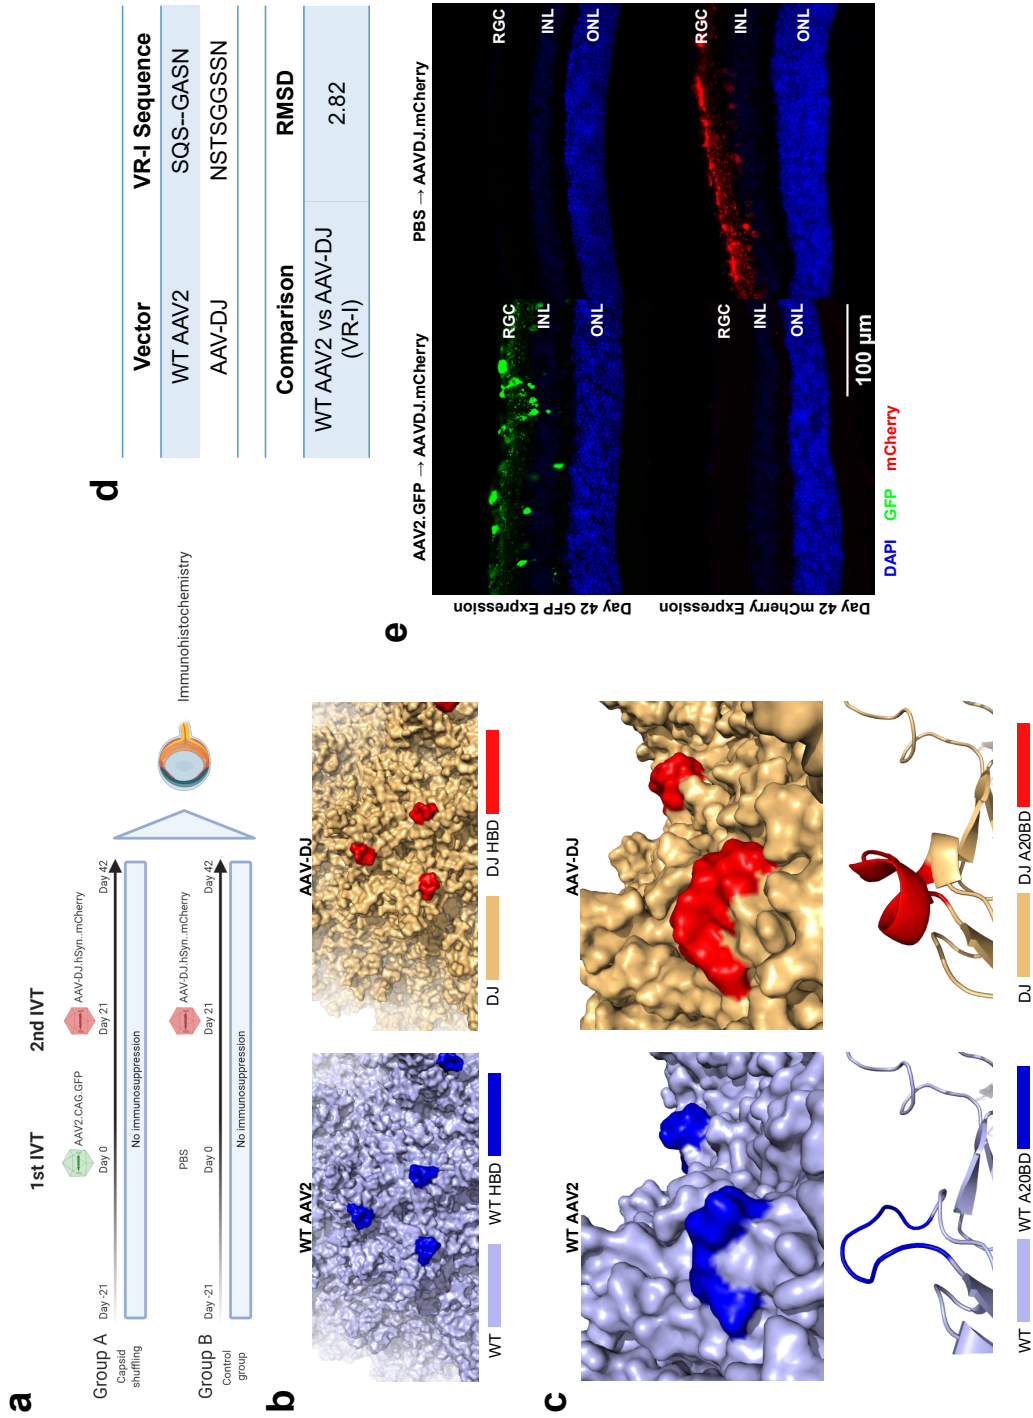 a
1st IVT
2nd IVT
AAV2.CAG.GFP
AAV-DJ.hSyn..mCherry
Group A
Capsid
shuffling
Day -21
Day 0
Day 21
Day 42
No immunosuppression
PBS
AAV-DJ.hSyn..mCherry
Group B
Control
group
Day -21
Day 0
Day 21
Day 42
No immunosuppression
Immunohistochemistry
b
WT AAV2
AAV-DJ
WT
WT HBD
DJ
DJ HBD
c
WT AAV2
AAV-DJ
WT
WT A20BD
DJ
DJ A20BD
d
Vector
VR-I Sequence
WT AAV2
SQS--GASN
AAV-DJ
NSTSGGSSN
Comparison
RMSD
WT AAV2 vs AAV-DJ
(VR-I)
2.82
e
AAV2.GFP → AAVDJ.mCherry
PBS → AAVDJ.mCherry
Day 42 GFP Expression
RGC
INL
ONL
RGC
INL
ONL
Day 42 mCherry Expression
RGC
INL
ONL
RGC
INL
ONL
100 µm
DAPI GFP mCherry